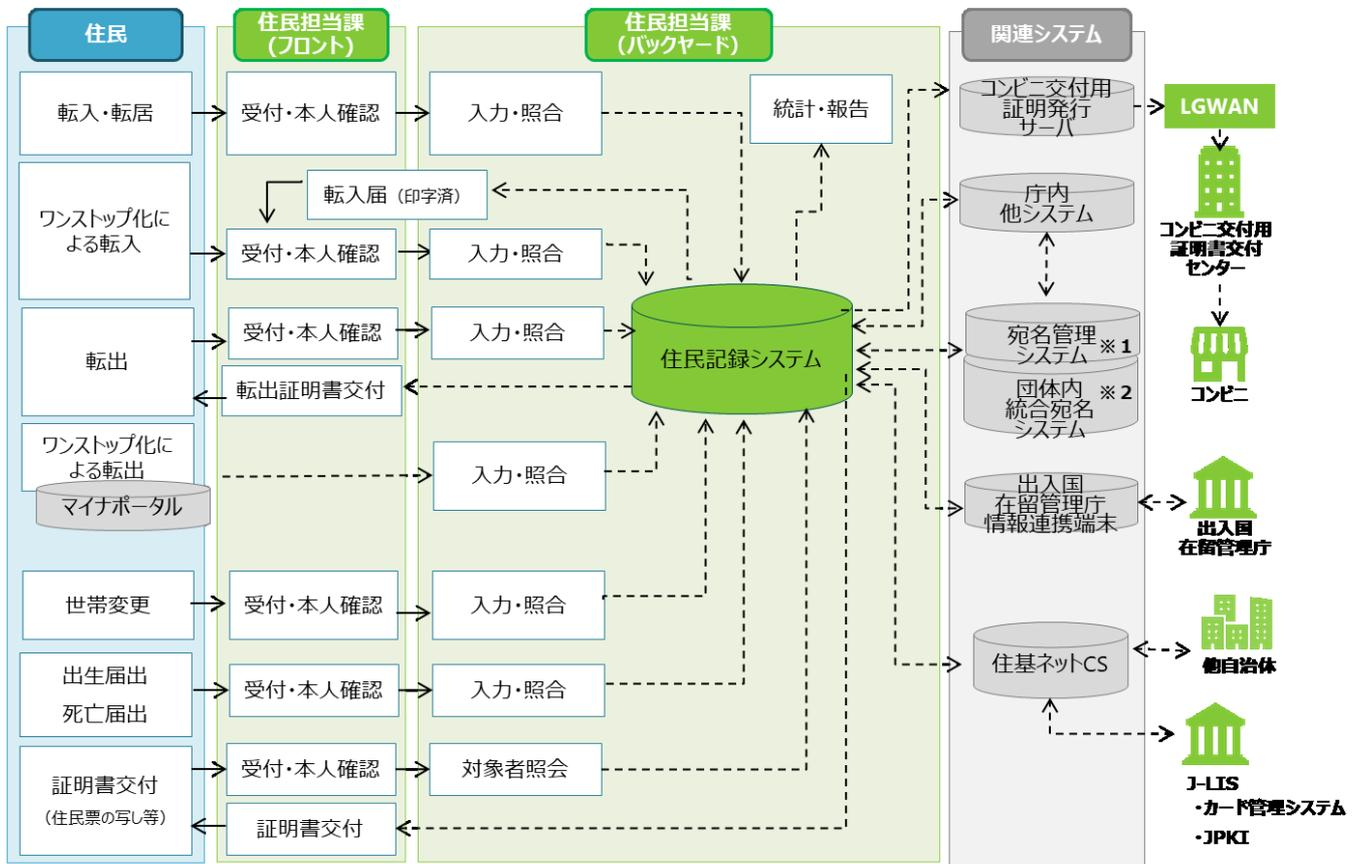 住民
住民担当課
(フロント)
住民担当課
(バックヤード)
関連システム
転入・転居
受付・本人確認
入力・照合
統計・報告
コンビニ交付用
証明発行
サーバ
LGWAN
ワンストップ化に
よる転入
転入届（印字済）
受付・本人確認
入力・照合
庁内
他システム
コンビニ交付用
証明書交付
センター
転出
受付・本人確認
入力・照合
転出証明書交付
住民記録システム
宛名管理
システム※1
団体内
統合宛名
システム
※2
コンビニ
ワンストップ化に
よる転出
マイナポータル
入力・照合
出入国
在留管理庁
情報連携端末
出入国
在留管理庁
世帯変更
受付・本人確認
入力・照合
他自治体
出生届出
死亡届出
受付・本人確認
入力・照合
住基ネットCS
証明書交付
(住民票の写し等)
受付・本人確認
対象者照会
証明書交付
J-LIS
・カード管理システム
・JPKI